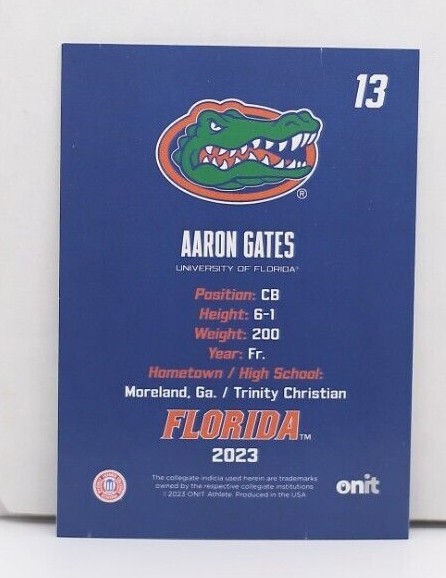 13
®
AARON GATES
UNIVERSITY OF FLORIDA®
Position: CB
Height: 6-1
Weight: 200
Year: Fr.
Hometown / High School:
Moreland, Ga. / Trinity Christian
FLORIDA™
2023
The collegiate indicia used herein are trademarks
owned by the respective collegiate institutions
©2023 ONIT Athlete. Produced in the USA
onit